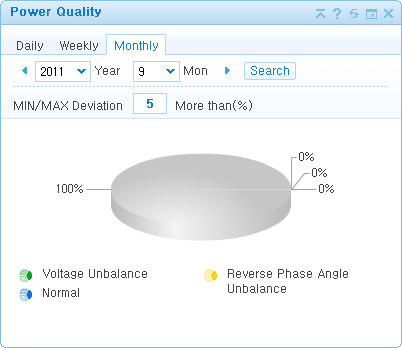 Power Quality
Daily Weekly Monthly
2011 Year 9 Mon Search
MIN/MAX Deviation 5 More than(%)
0%
0%
100% 0%
Voltage Unbalance
Normal
Reverse Phase Angle
Unbalance